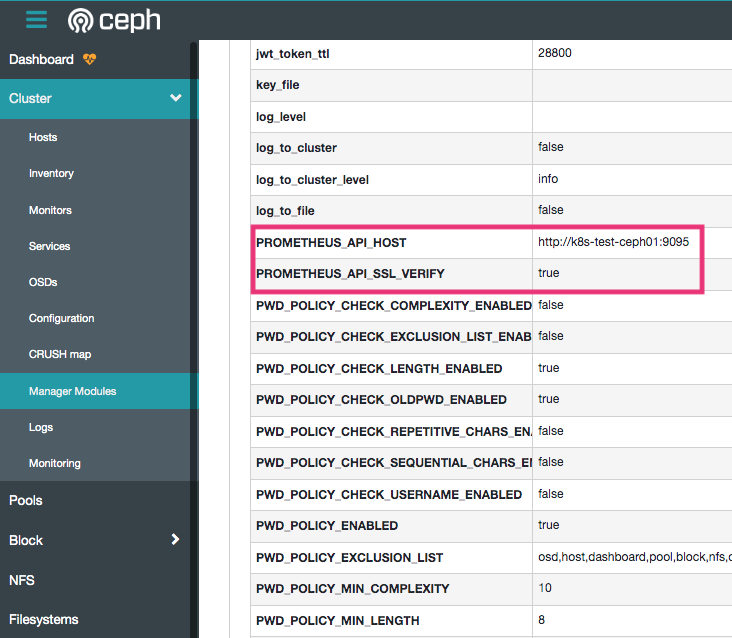 ceph
Dashboard
Cluster
Hosts
Inventory
Monitors
Services
OSDs
Configuration
CRUSH map
Manager Modules
Logs
Monitoring
Pools
Block
NFS
Filesystems
jwt_token_ttl 28800
key_file
log_level
log_to_cluster false
log_to_cluster_level info
log_to_file false
PROMETHEUS_API_HOST http://k8s-test-ceph01:9095
PROMETHEUS_API_SSL_VERIFY true
PWD_POLICY_CHECK_COMPLEXITY_ENABLED false
PWD_POLICY_CHECK_EXCLUSION_LIST_ENAB false
PWD_POLICY_CHECK_LENGTH_ENABLED true
PWD_POLICY_CHECK_OLDPWD_ENABLED true
PWD_POLICY_CHECK_REPETITIVE_CHARS_EN false
PWD_POLICY_CHECK_SEQUENTIAL_CHARS_E false
PWD_POLICY_CHECK_USERNAME_ENABLED false
PWD_POLICY_ENABLED true
PWD_POLICY_EXCLUSION_LIST osd,host,dashboard,pool,block,nfs,
PWD_POLICY_MIN_COMPLEXITY 10
PWD_POLICY_MIN_LENGTH 8